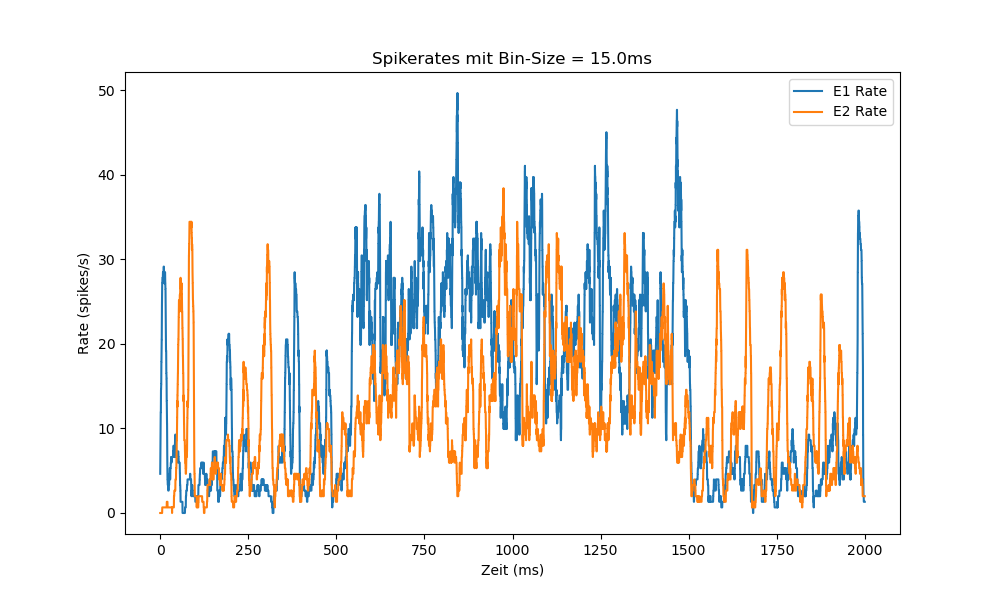 Spikerates mit Bin-Size = 15.0ms
E1 Rate
E2 Rate
Rate (spikes/s)
50
40
30
20
10
0
0 250 500 750 1000 1250 1500 1750 2000
Zeit (ms)